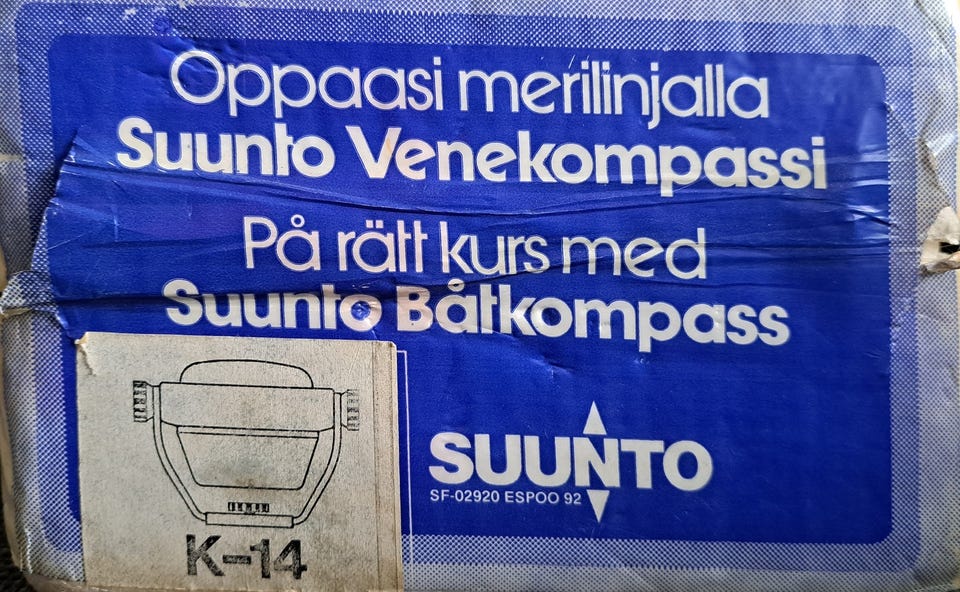 Oppaasi merilinjalla
Suunto Venekompassi
På rätt kurs med
Suunto Båtkompass
SUUNTO
SF-02920 ESPOO 92
K-14